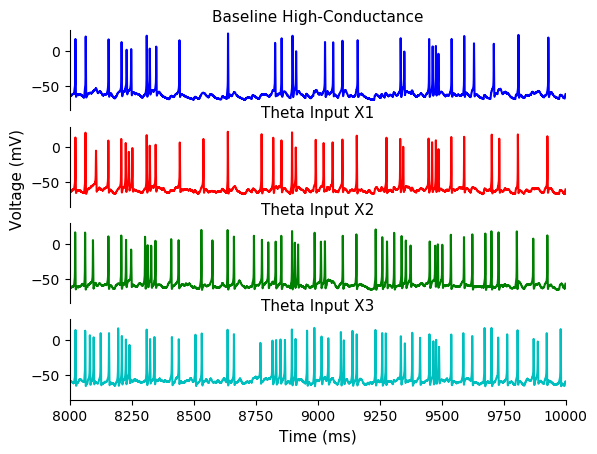 Baseline High-Conductance
0
−50
Theta Input X1
0
−50
Theta Input X2
0
−50
Theta Input X3
0
−50
Voltage (mV)
8000 8250 8500 8750 9000 9250 9500 9750 10000
Time (ms)